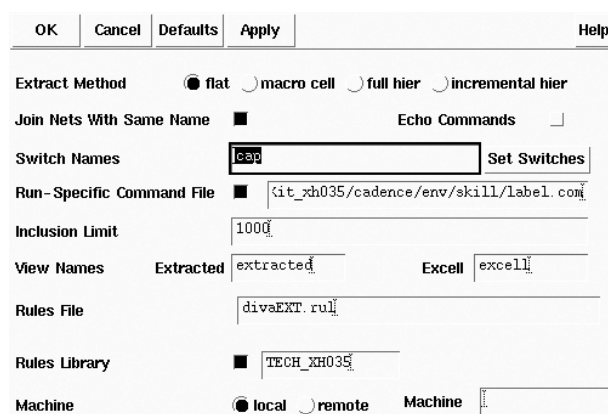 OK Cancel Defaults Apply Help
Extract Method flat macro cell full hier incremental hier
Join Nets With Same Name Echo Commands
Switch Names cap Set Switches
Run-Specific Command File Kit_xh035/cadence/env/skill/label.com
Inclusion Limit 1000
View Names Extracted extracted Excell excell
Rules File divaEXT.rul
Rules Library TECH_XH035
Machine local remote Machine